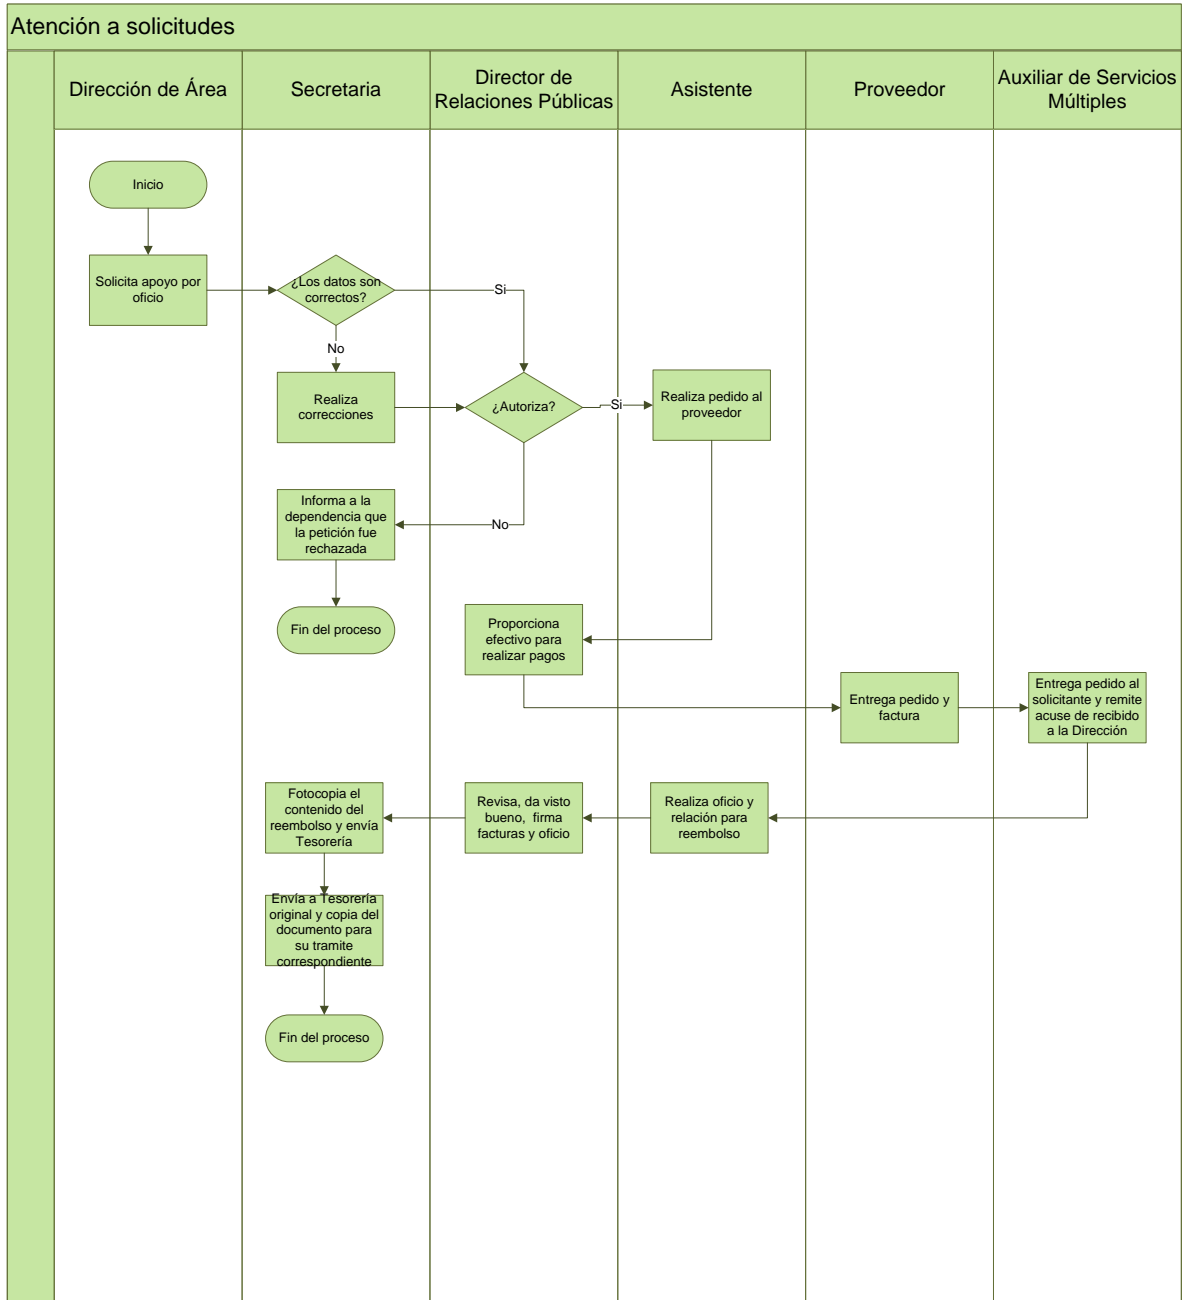 Atención a solicitudes
Dirección de Área
Secretaria
Director de
Relaciones Públicas
Asistente
Proveedor
Auxiliar de Servicios
Múltiples
Inicio
Solicita apoyo por
oficio
¿Los datos son
correctos?
Si
No
Realiza
correcciones
¿Autoriza?
Si
Realiza pedido al
proveedor
Informa a la
dependencia que
la petición fue
rechazada
No
Fin del proceso
Proporciona
efectivo para
realizar pagos
Entrega pedido y
factura
Entrega pedido al
solicitante y remite
acuse de recibido
a la Dirección
Fotocopia el
contenido del
reembolso y envía
Tesorería
Revisa, da visto
bueno, firma
facturas y oficio
Realiza oficio y
relación para
reembolso
Envía a Tesorería
original y copia del
documento para
su tramite
correspondiente
Fin del proceso